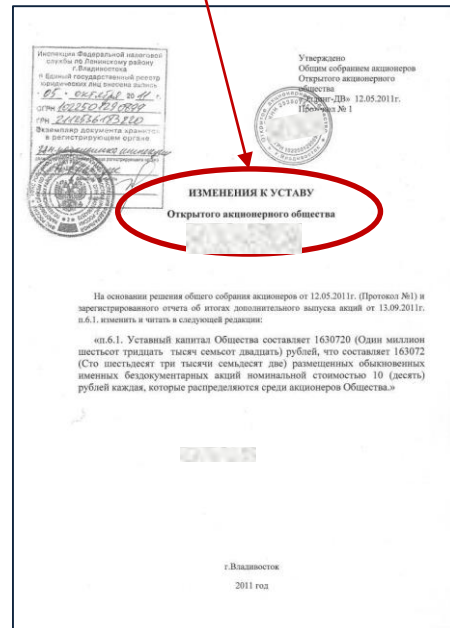 Инспекция Федеральной налоговой
службы по Ленинскому району
г.Владивостока
в Единый государственный реестр
юридических лиц внесена запись
05 октября 2011 г.
ОГРН
ГРН
Экземпляр документа хранится
в регистрирующем органе
Утверждено
Общим собранием акционеров
Открытого акционерного
общества
12.05.2011г.
№ 1
ИЗМЕНЕНИЯ К УСТАВУ
Открытого акционерного общества
На основании решения общего собрания акционеров от 12.05.2011г. (Протокол №1) и
зарегистрированного отчета об итогах дополнительного выпуска акций от 13.09.2011г.
п.6.1. изменить и читать в следующей редакции:
«п.6.1. Уставный капитал Общества составляет 1630720 (Один миллион
шестьсот тридцать тысяч семьсот двадцать) рублей, что составляет 163072
(Сто шестьдесят три тысячи семьдесят две) размещенных обыкновенных
именных бездокументарных акций номинальной стоимостью 10 (десять)
рублей каждая, которые распределяются среди акционеров Общества.»
г.Владивосток
2011 год